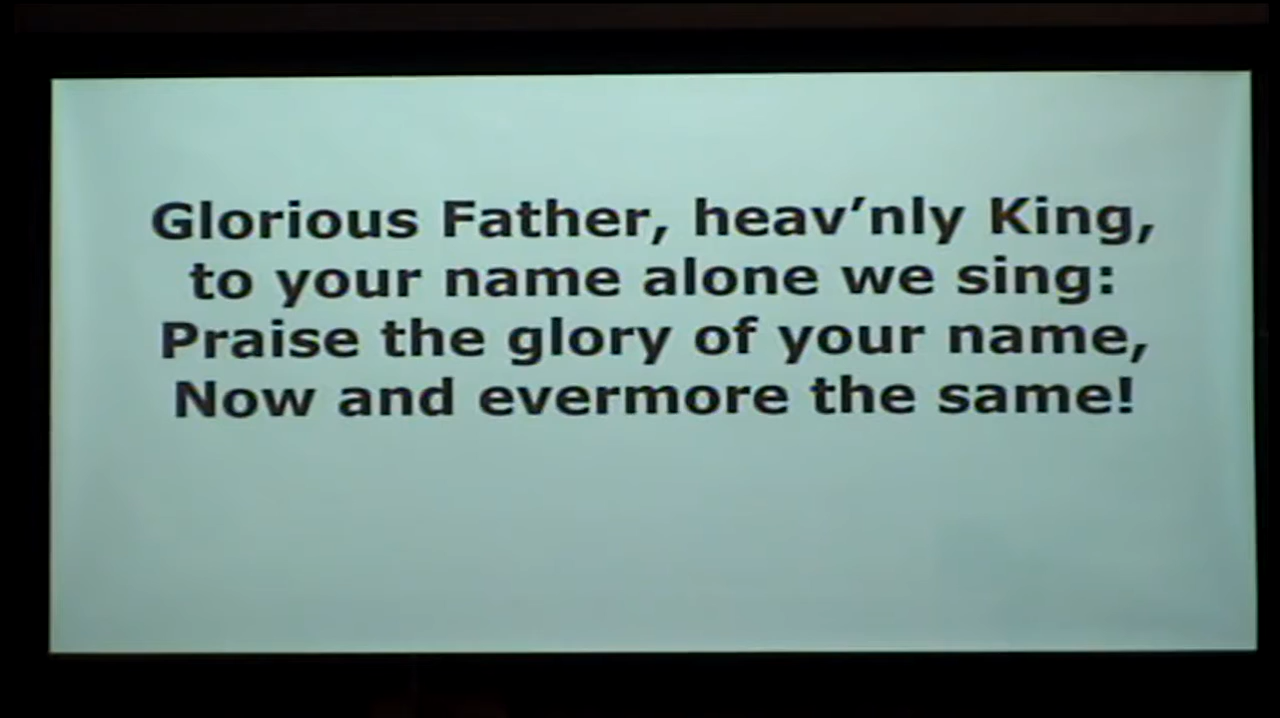 Glorious Father, heav’nly King,
to your name alone we sing:
Praise the glory of your name,
Now and evermore the same!